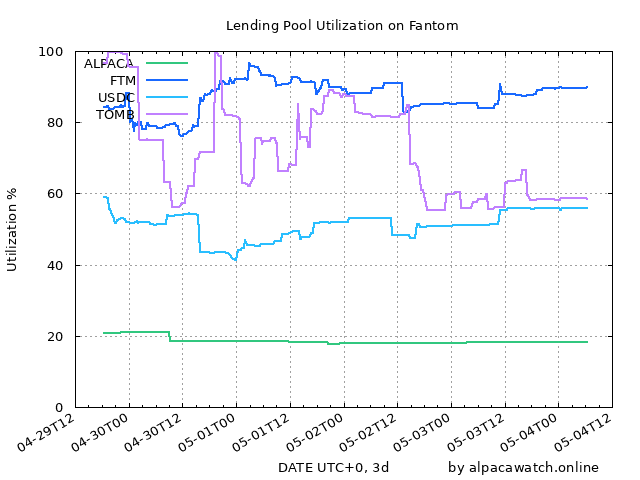 Lending Pool Utilization on Fantom
100
80
60
40
20
0
Utilization %
ALPACA
FTM
USDC
TOMB
04-29T12
04-30T00
04-30T12
05-01T00
05-01T12
05-02T00
05-02T12
05-03T00
05-03T12
05-04T00
05-04T12
DATE UTC+0, 3d
by alpacawatch.online